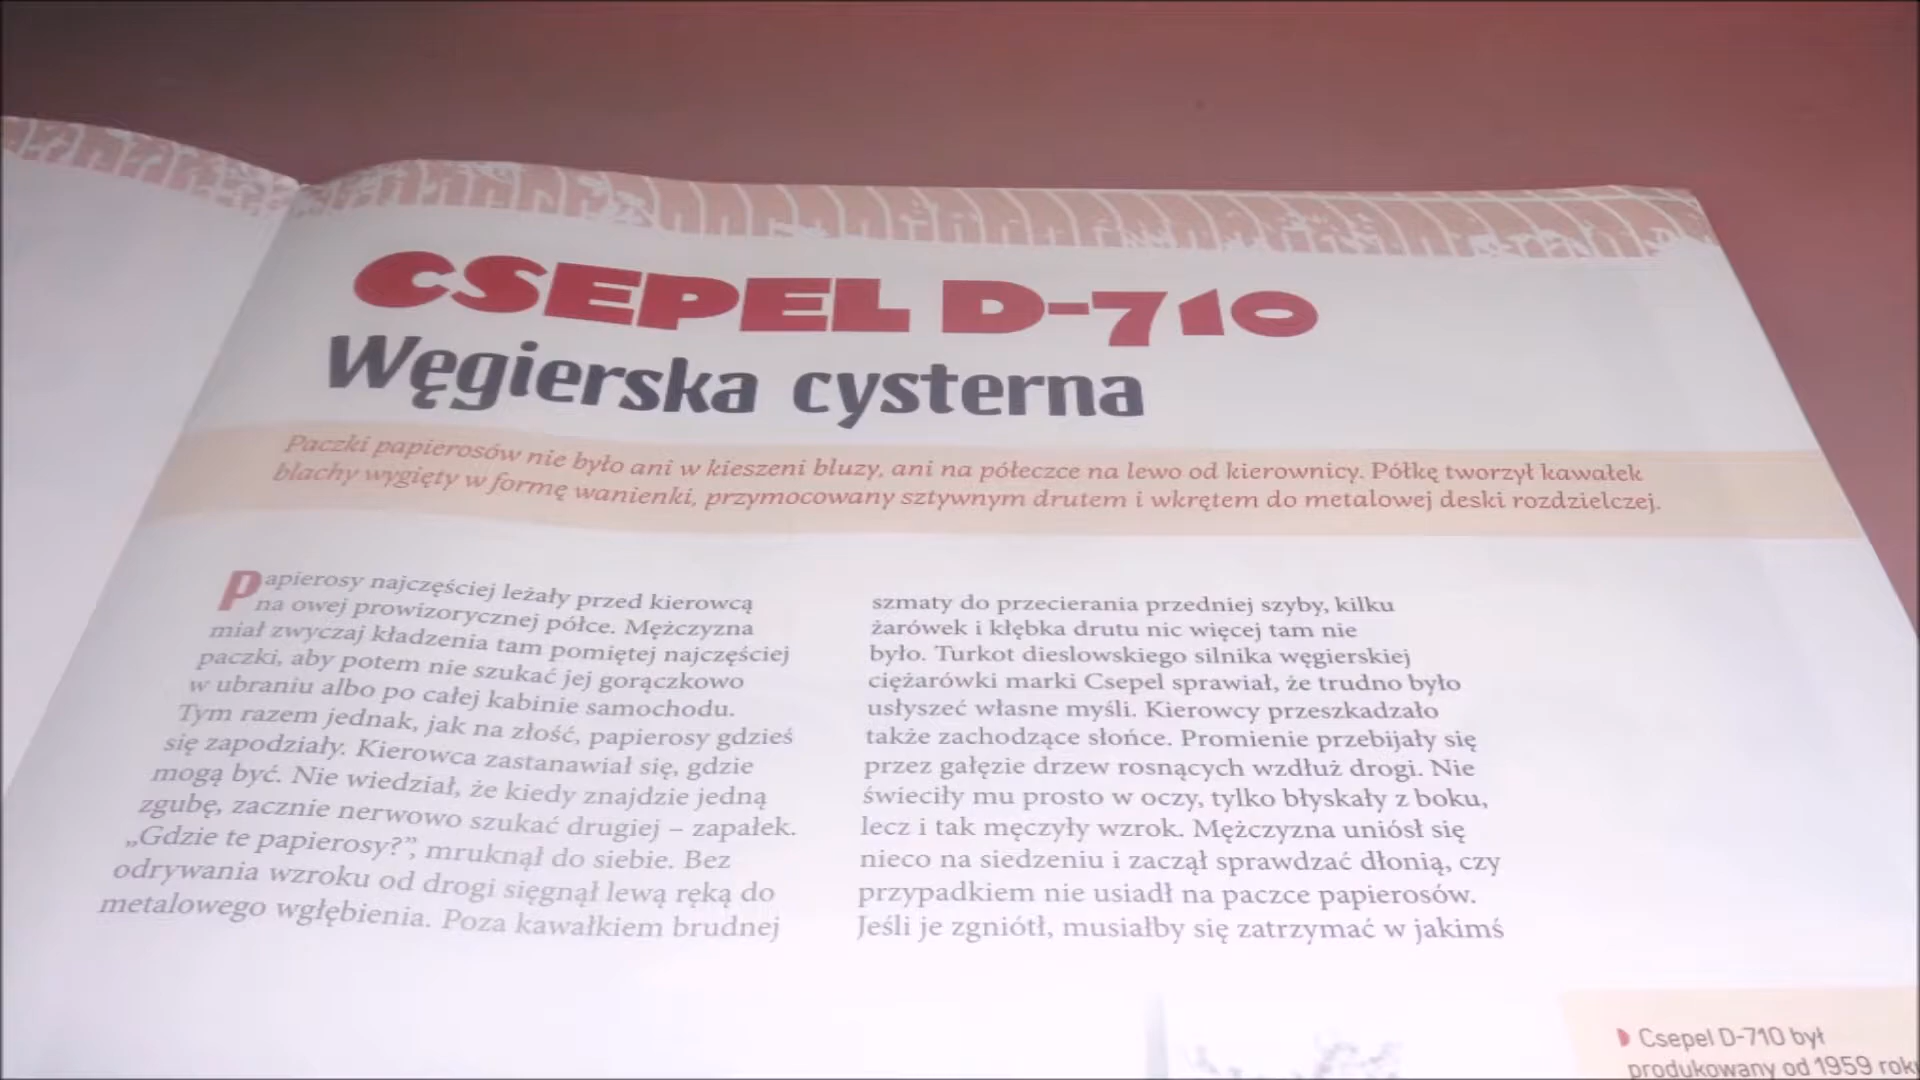 CSEPEL D-710
Węgierska cysterna
Paczki papierosów nie było ani w kieszeni bluzy, ani na półeczce na lewo od kierownicy. Półkę tworzył kawałek
blachy wygięty w formę wanienki, przymocowany sztywnym drutem i wkrętem do metalowej deski rozdzielczej.
Papierosy najczęściej leżały przed kierowcą
na owej prowizorycznej półce. Mężczyzna
miał zwyczaj kładzenia tam pomiętej najczęściej
paczki, aby potem nie szukać jej gorączkowo
w ubraniu albo po całej kabinie samochodu.
Tym razem jednak, jak na złość, papierosy gdzieś
się zapodziały. Kierowca zastanawiał się, gdzie
mogą być. Nie wiedział, że kiedy znajdzie jedną
zgubę, zacznie nerwowo szukać drugiej – zapałek.
„Gdzie te papierosy?”, mruknął do siebie. Bez
odrywania wzroku od drogi sięgnął lewą ręką do
metalowego wgłębienia. Poza kawałkiem brudnej
szmaty do przecierania przedniej szyby, kilku
żarówek i kłębka drutu nic więcej tam nie
było. Turkot dieslowskiego silnika węgierskiej
ciężarówki marki Csepel sprawiał, że trudno było
usłyszeć własne myśli. Kierowcy przeszkadzało
także zachodzące słońce. Promienie przebijały się
przez gałęzie drzew rosnących wzdłuż drogi. Nie
świeciły mu prosto w oczy, tylko błyskały z boku,
lecz i tak męczyły wzrok. Mężczyzna uniósł się
nieco na siedzeniu i zaczął sprawdzać dłonią, czy
przypadkiem nie usiadł na paczce papierosów.
Jeśli je zgniótł, musiałby się zatrzymać w jakimś
Csepel D-710 był
produkowany od 1959 roku